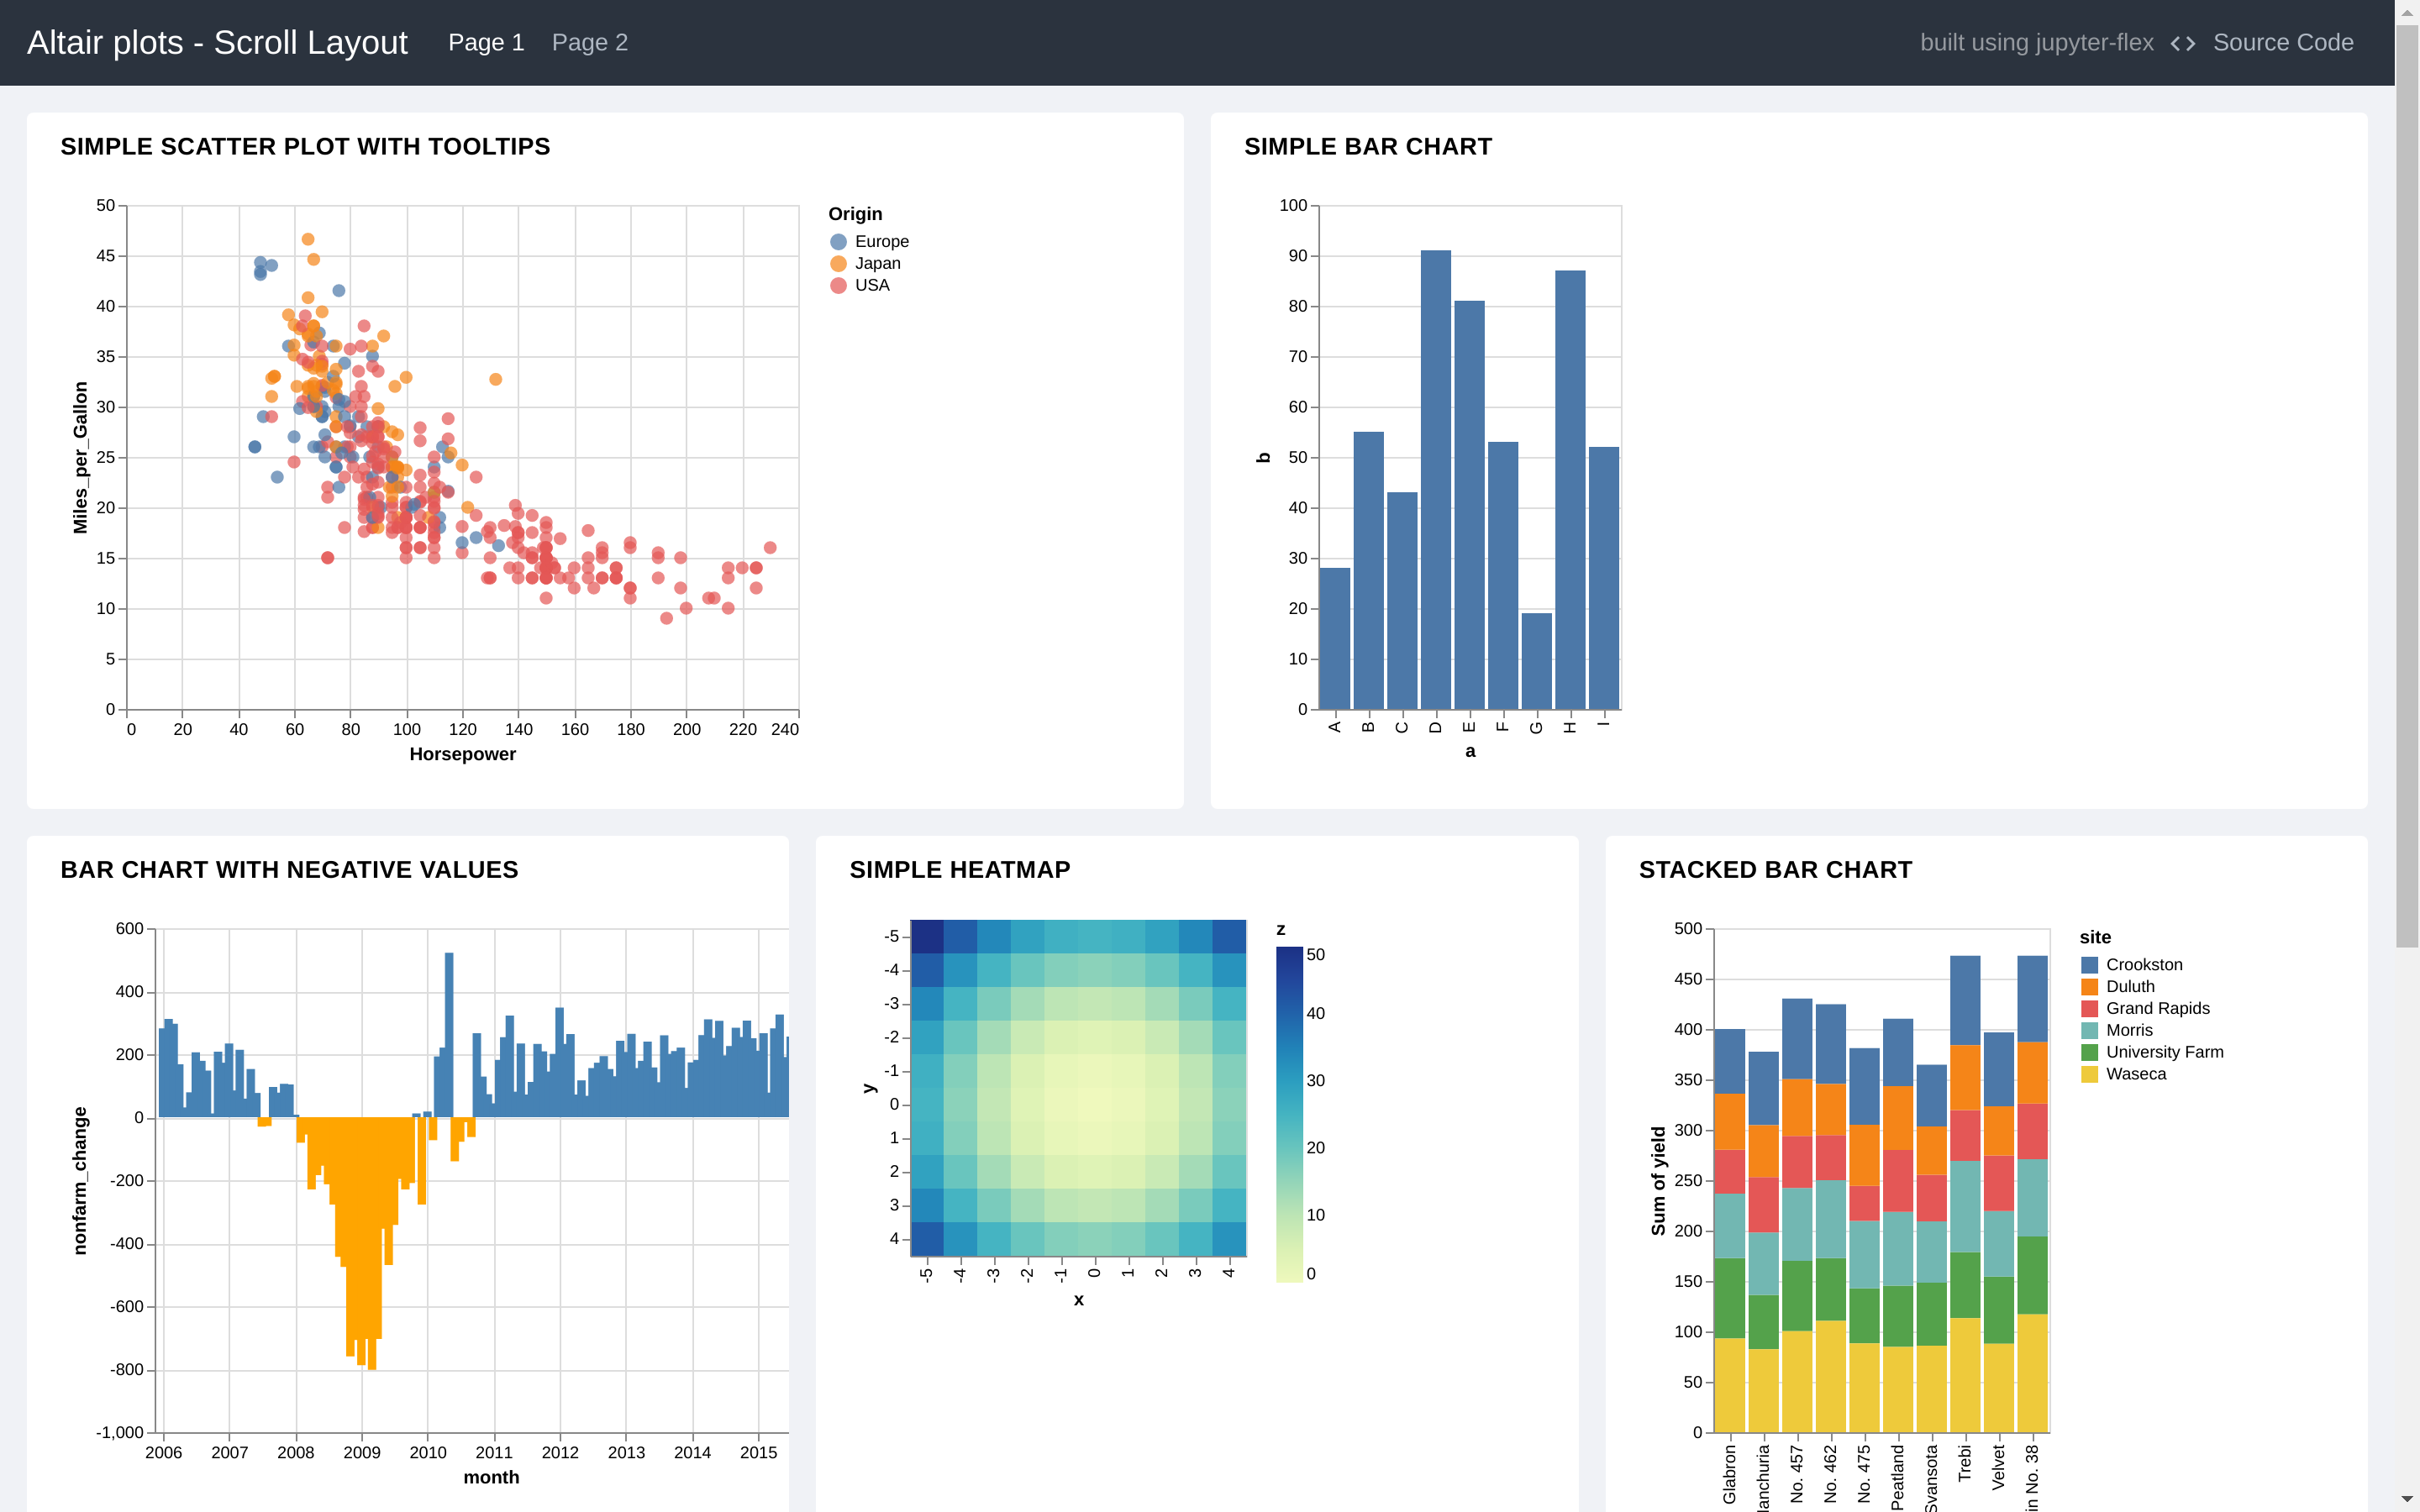 Altair plots - Scroll Layout Page 1 Page 2 built using jupyter-flex <> Source Code
SIMPLE SCATTER PLOT WITH TOOLTIPS
50
45
40
35
30
25
20
15
10
5
0
Miles_per_Gallon
0 20 40 60 80 100 120 140 160 180 200 220 240
Horsepower
Origin
Europe
Japan
USA
SIMPLE BAR CHART
100
90
80
70
60
50
40
30
20
10
0
b
A B C D E F G H I
a
BAR CHART WITH NEGATIVE VALUES
600
400
200
0
-200
-400
-600
-800
-1,000
nonfarm_change
2006 2007 2008 2009 2010 2011 2012 2013 2014 2015
month
SIMPLE HEATMAP
-5
-4
-3
-2
-1
0
1
2
3
4
y
-5 -4 -3 -2 -1 0 1 2 3 4
x
z
50
40
30
20
10
0
STACKED BAR CHART
500
450
400
350
300
250
200
150
100
50
0
Sum of yield
Glabron lanchuria No. 457 No. 462 No. 475 Peatland Svansota Trebi Velvet in No. 38
site
Crookston
Duluth
Grand Rapids
Morris
University Farm
Waseca